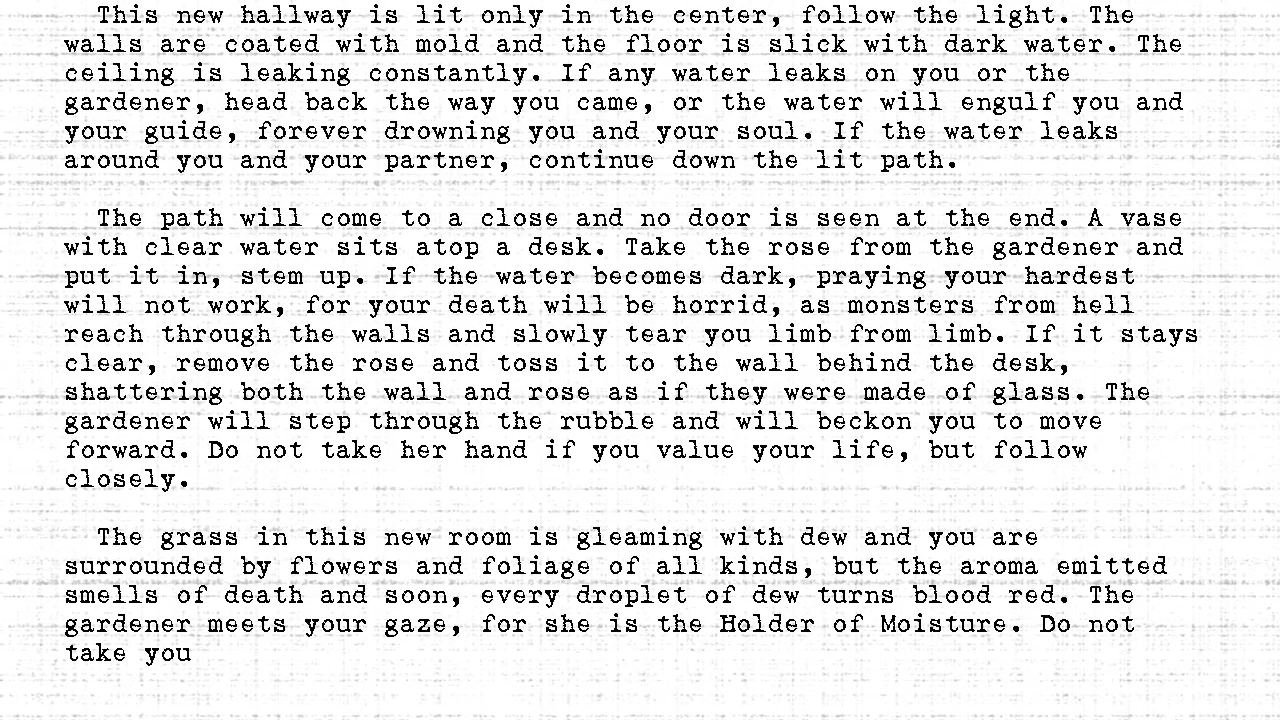 This new hallway is lit only in the center, follow the light. The
walls are coated with mold and the floor is slick with dark water. The
ceiling is leaking constantly. If any water leaks on you or the
gardener, head back the way you came, or the water will engulf you and
your guide, forever drowning you and your soul. If the water leaks
around you and your partner, continue down the lit path.
The path will come to a close and no door is seen at the end. A vase
with clear water sits atop a desk. Take the rose from the gardener and
put it in, stem up. If the water becomes dark, praying your hardest
will not work, for your death will be horrid, as monsters from hell
reach through the walls and slowly tear you limb from limb. If it stays
clear, remove the rose and toss it to the wall behind the desk,
shattering both the wall and rose as if they were made of glass. The
gardener will step through the rubble and will beckon you to move
forward. Do not take her hand if you value your life, but follow
closely.
The grass in this new room is gleaming with dew and you are
surrounded by flowers and foliage of all kinds, but the aroma emitted
smells of death and soon, every droplet of dew turns blood red. The
gardener meets your gaze, for she is the Holder of Moisture. Do not
take you